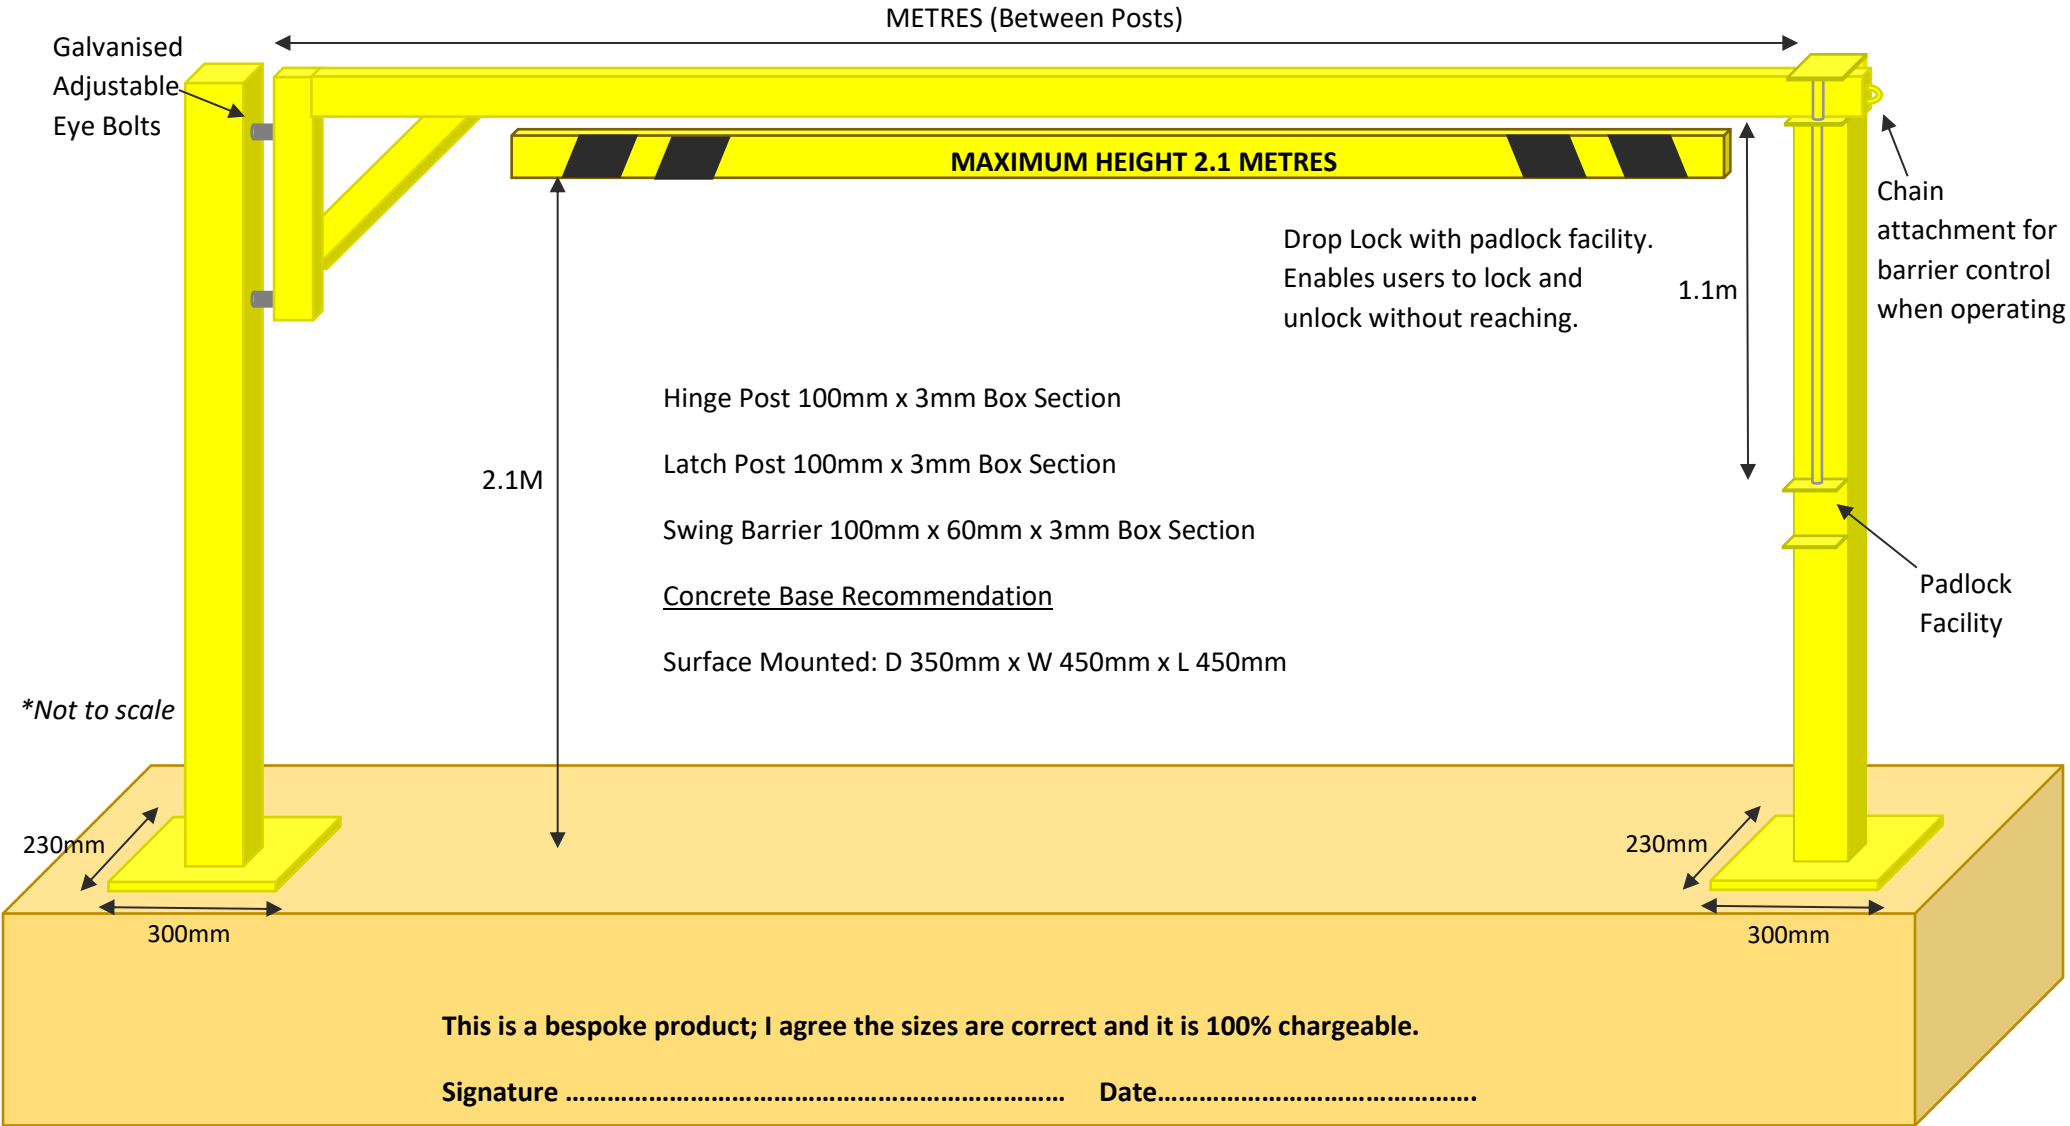 METRES (Between Posts)
Galvanised
Adjustable
Eye Bolts
MAXIMUM HEIGHT 2.1 METRES
Chain
attachment for
barrier control
when operating
Drop Lock with padlock facility.
Enables users to lock and
unlock without reaching.
1.1m
Hinge Post 100mm x 3mm Box Section
Latch Post 100mm x 3mm Box Section
2.1M
Swing Barrier 100mm x 60mm x 3mm Box Section
Concrete Base Recommendation
Padlock
Facility
Surface Mounted: D 350mm x W 450mm x L 450mm
*Not to scale
230mm
230mm
300mm
300mm
This is a bespoke product; I agree the sizes are correct and it is 100% chargeable.
Signature ……………………………………………………………… Date……………………………………….